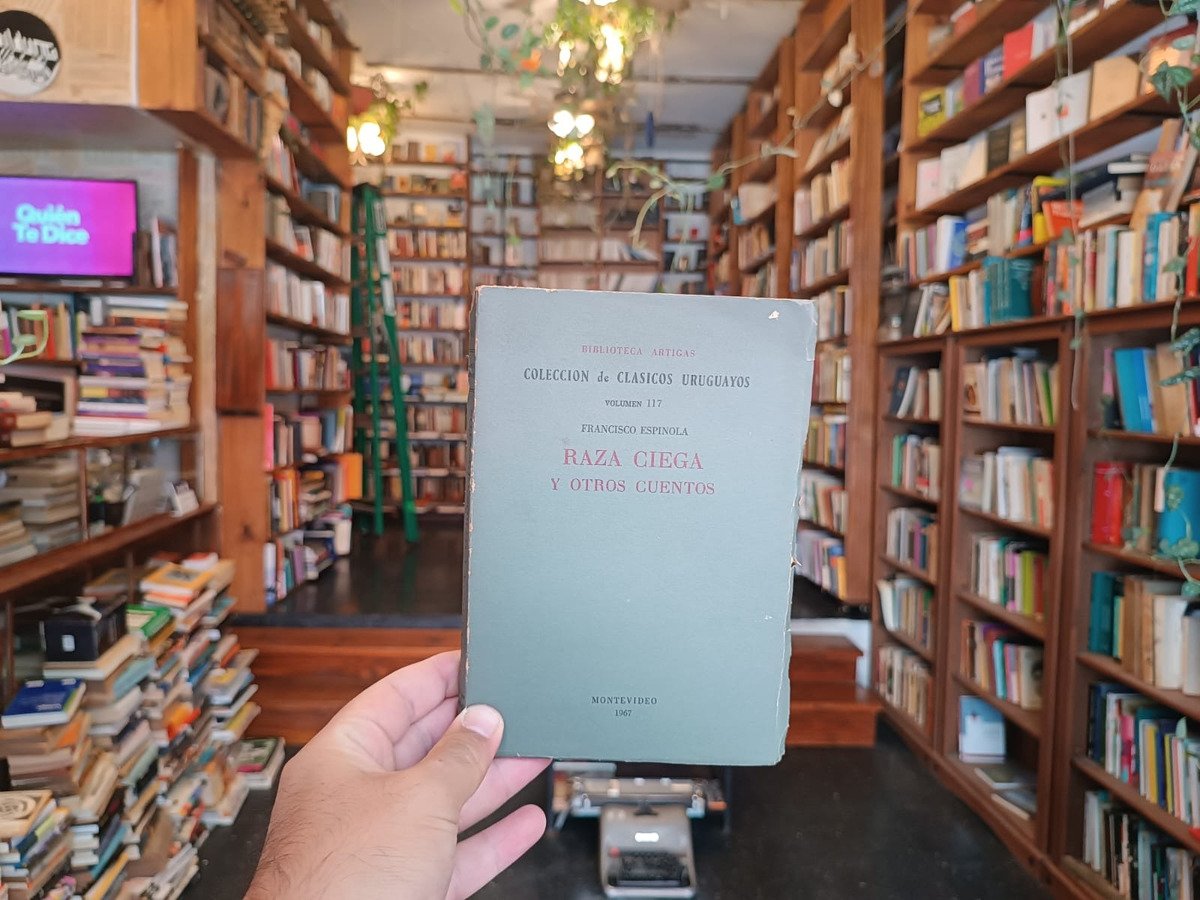 Quién
Te Dice
BIBLIOTECA ARTIGAS
COLECCION de CLASICOS URUGUAYOS
VOLUMEN 117
FRANCISCO ESPINOLA
RAZA CIEGA
Y OTROS CUENTOS
MONTEVIDEO
1967